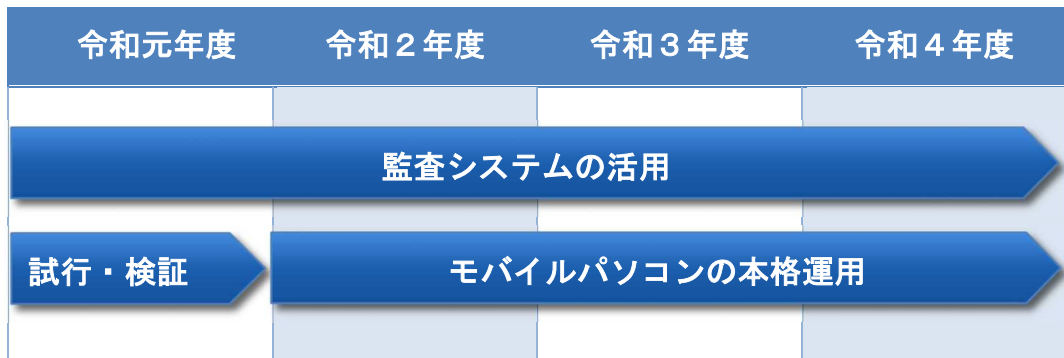 令和元年度 令和２年度 令和３年度 令和４年度
監査システムの活用
試行・検証 モバイルパソコンの本格運用